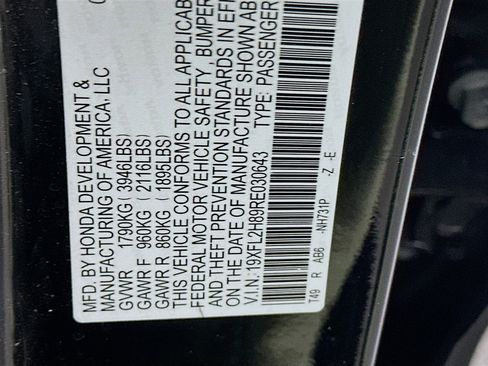 MFD. BY HONDA DEVELOPMENT &
MANUFACTURING OF AMERICA, LLC
GVWR 1790KG (3946LBS)
GAWR F 960KG (2116LBS)
GAWR R 860KG (1895LBS)
THIS VEHICLE CONFORMS TO ALL APPLICAB
FEDERAL MOTOR VEHICLE SAFETY, BUMPER
AND THEFT PREVENTION STANDARDS IN EFF
ON THE DATE OF MANUFACTURE SHOWN AB
V.I.N.: 19XFL2H89RE030643 TYPE: PASSENGER
T49 R AB6 -NH731P -Z -E